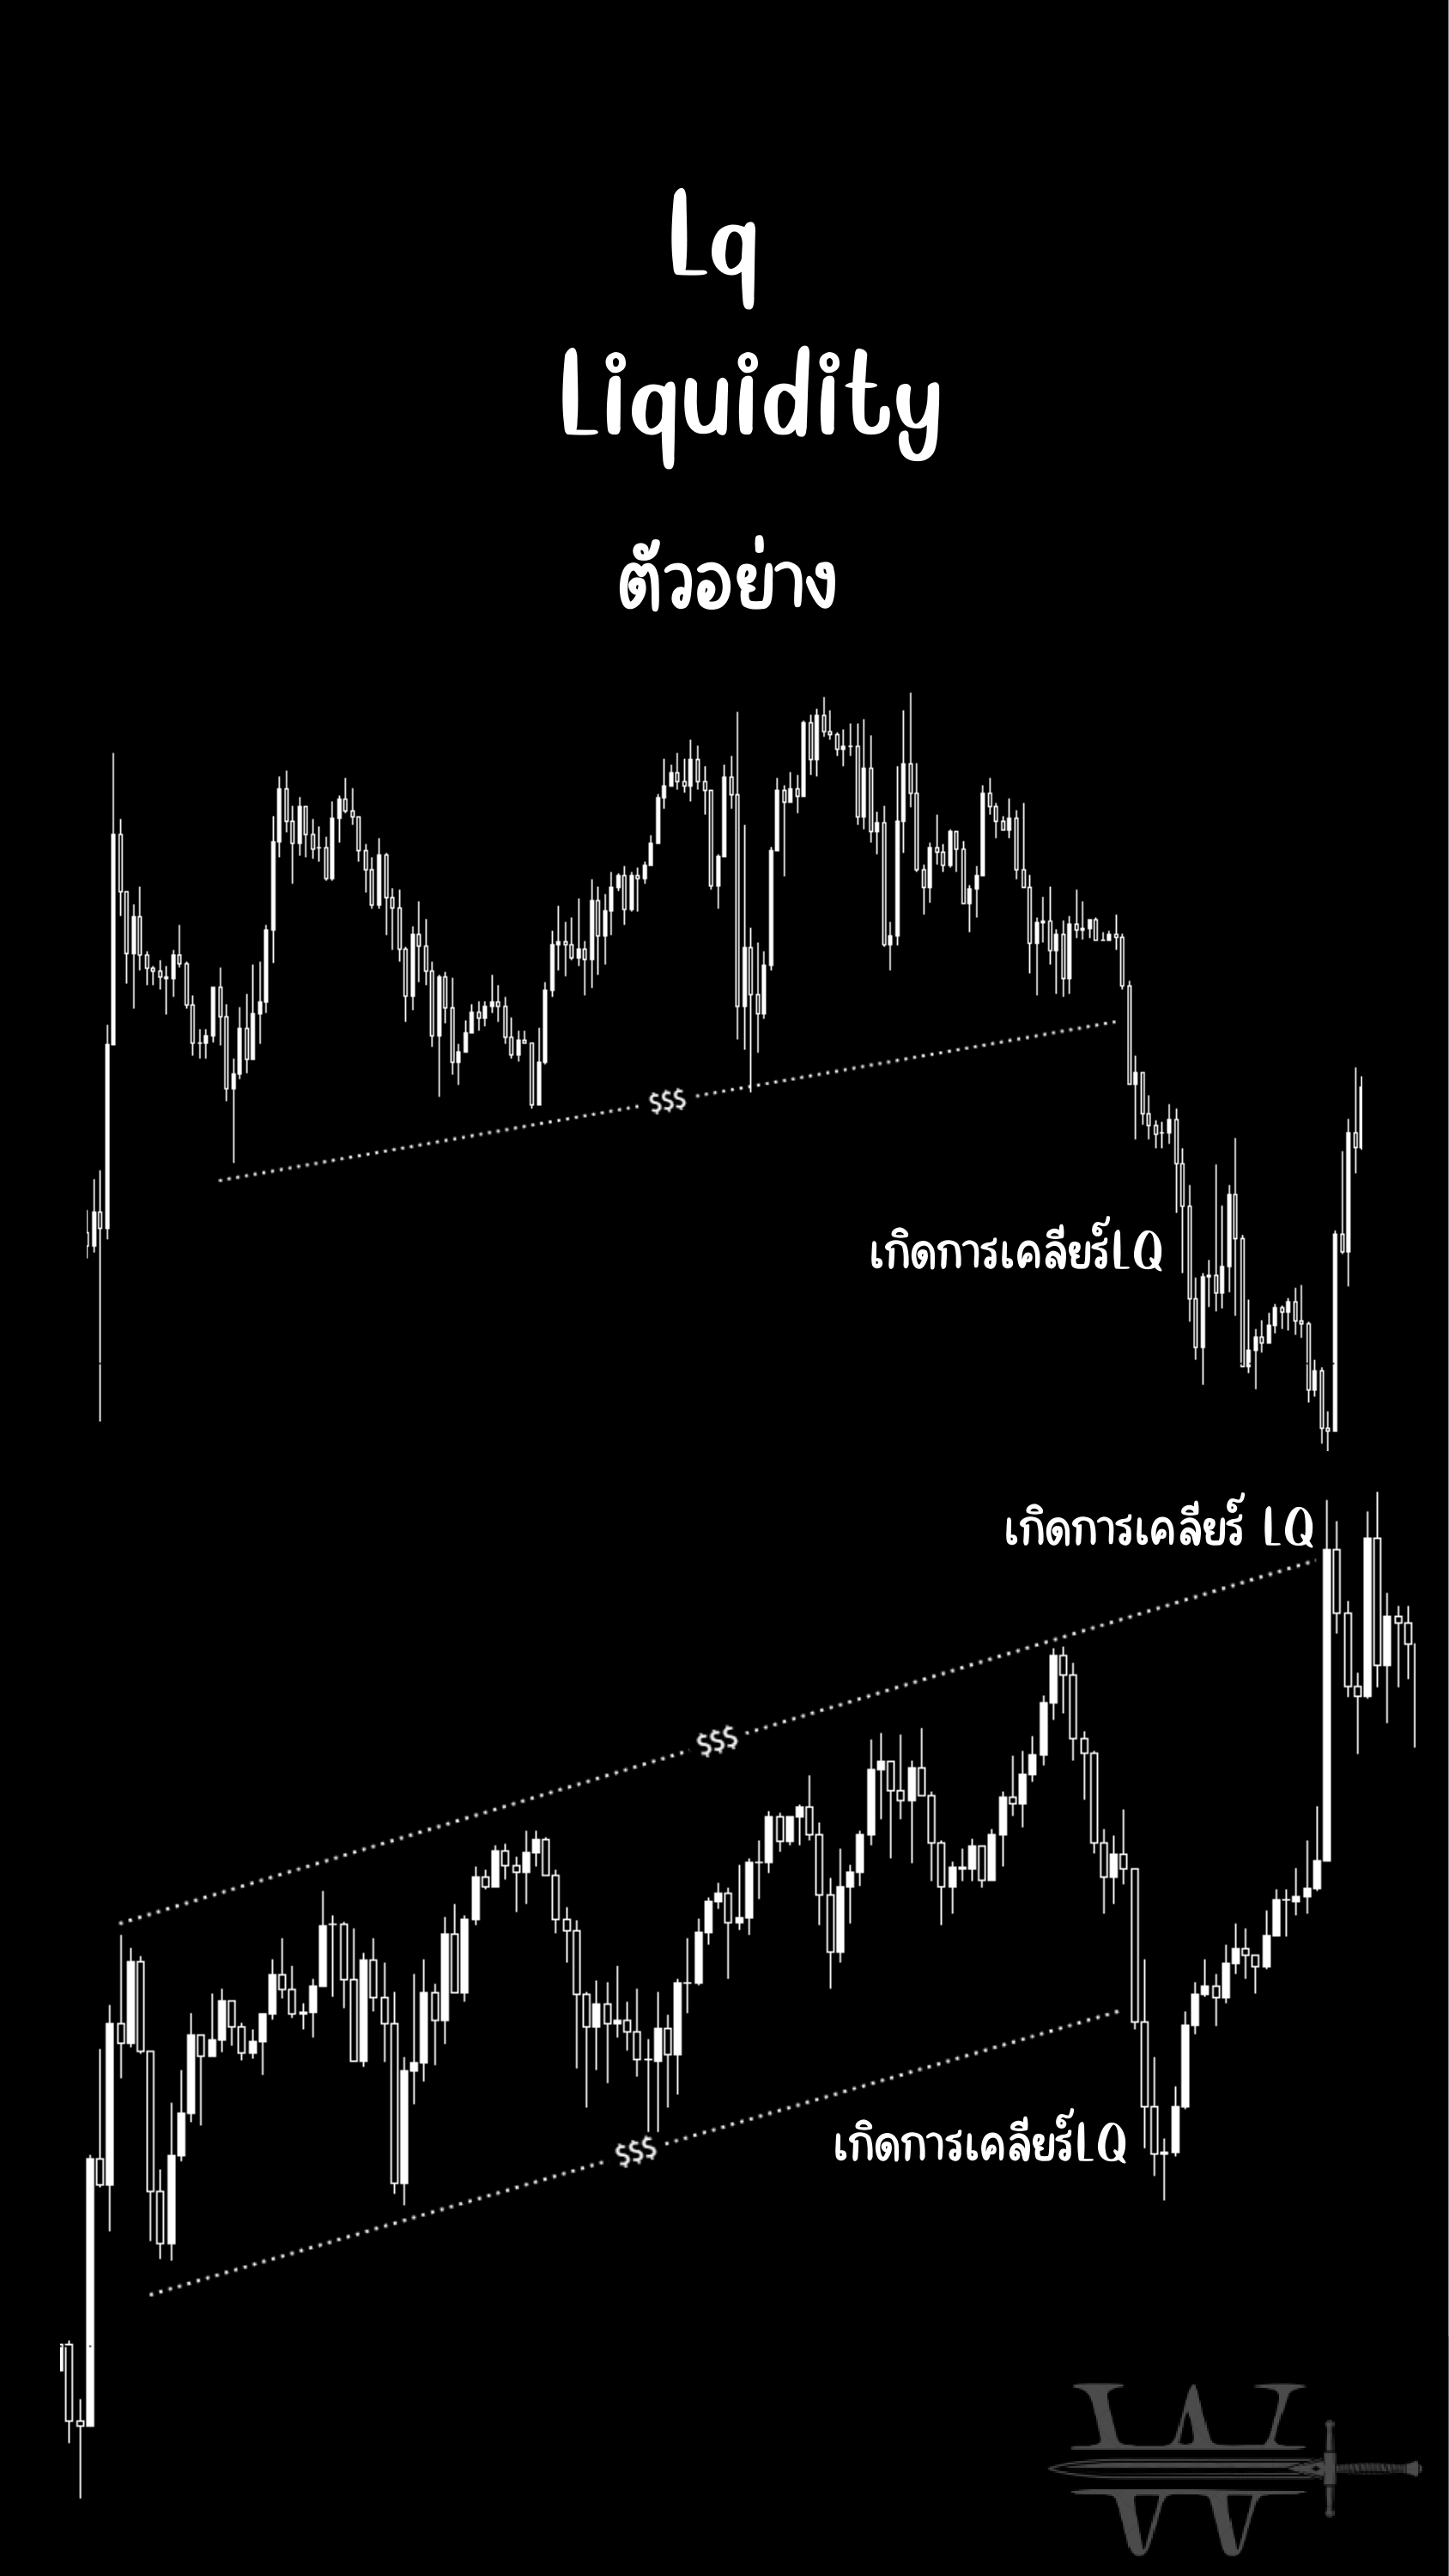 Lq
Liquidity
ตัวอย่าง
$$$
เกิดการเคลียร์LQ
เกิดการเคลียร์ LQ
$$$
$$$
เกิดการเคลียร์LQ
W